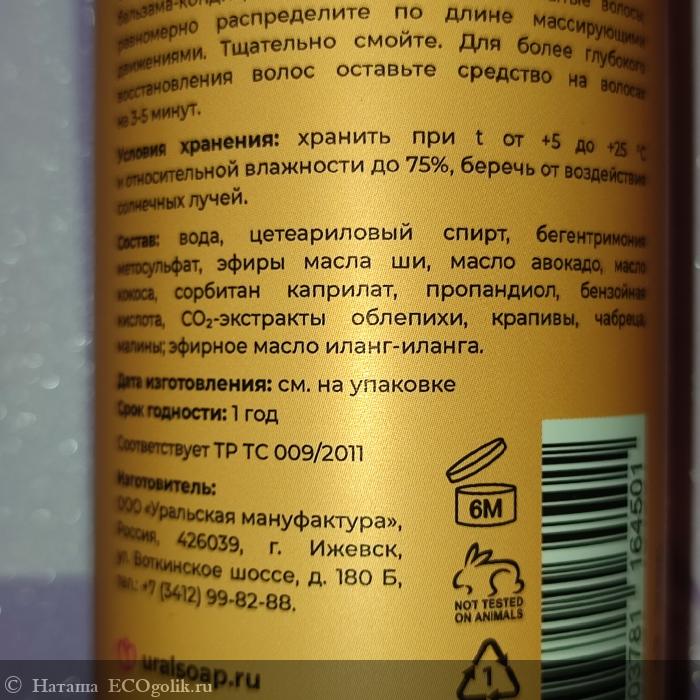 бальзама-конд
равномерно распределите по длине массирующими
движениями. Тщательно смойте. Для более глубокого
восстановления волос оставьте средство на волосах
на 3-5 минут.
Условия хранения: хранить при t от +5 до +25 °C
и относительной влажности до 75%, беречь от воздействия
солнечных лучей.
Состав: вода, цетеариловый спирт, бегентримония
метосульфат, эфиры масла ши, масло авокадо, масло
кокоса, сорбитан каприлат, пропандиол, бензойная
кислота, CO₂-экстракты облепихи, крапивы, чабреца,
малины; эфирное масло иланг-иланга.
Дата изготовления: см. на упаковке
Срок годности: 1 год
Соответствует ТР ТС 009/2011
Изготовитель:
ООО «Уральская мануфактура»,
Россия, 426039, г. Ижевск,
ул. Воткинское шоссе, д. 180 Б,
тел.: +7 (3412) 99-82-88.
uralsoap.ru
6M
NOT TESTED
ON ANIMALS
1
03781 164501
© Наташа ECOgolik.ru